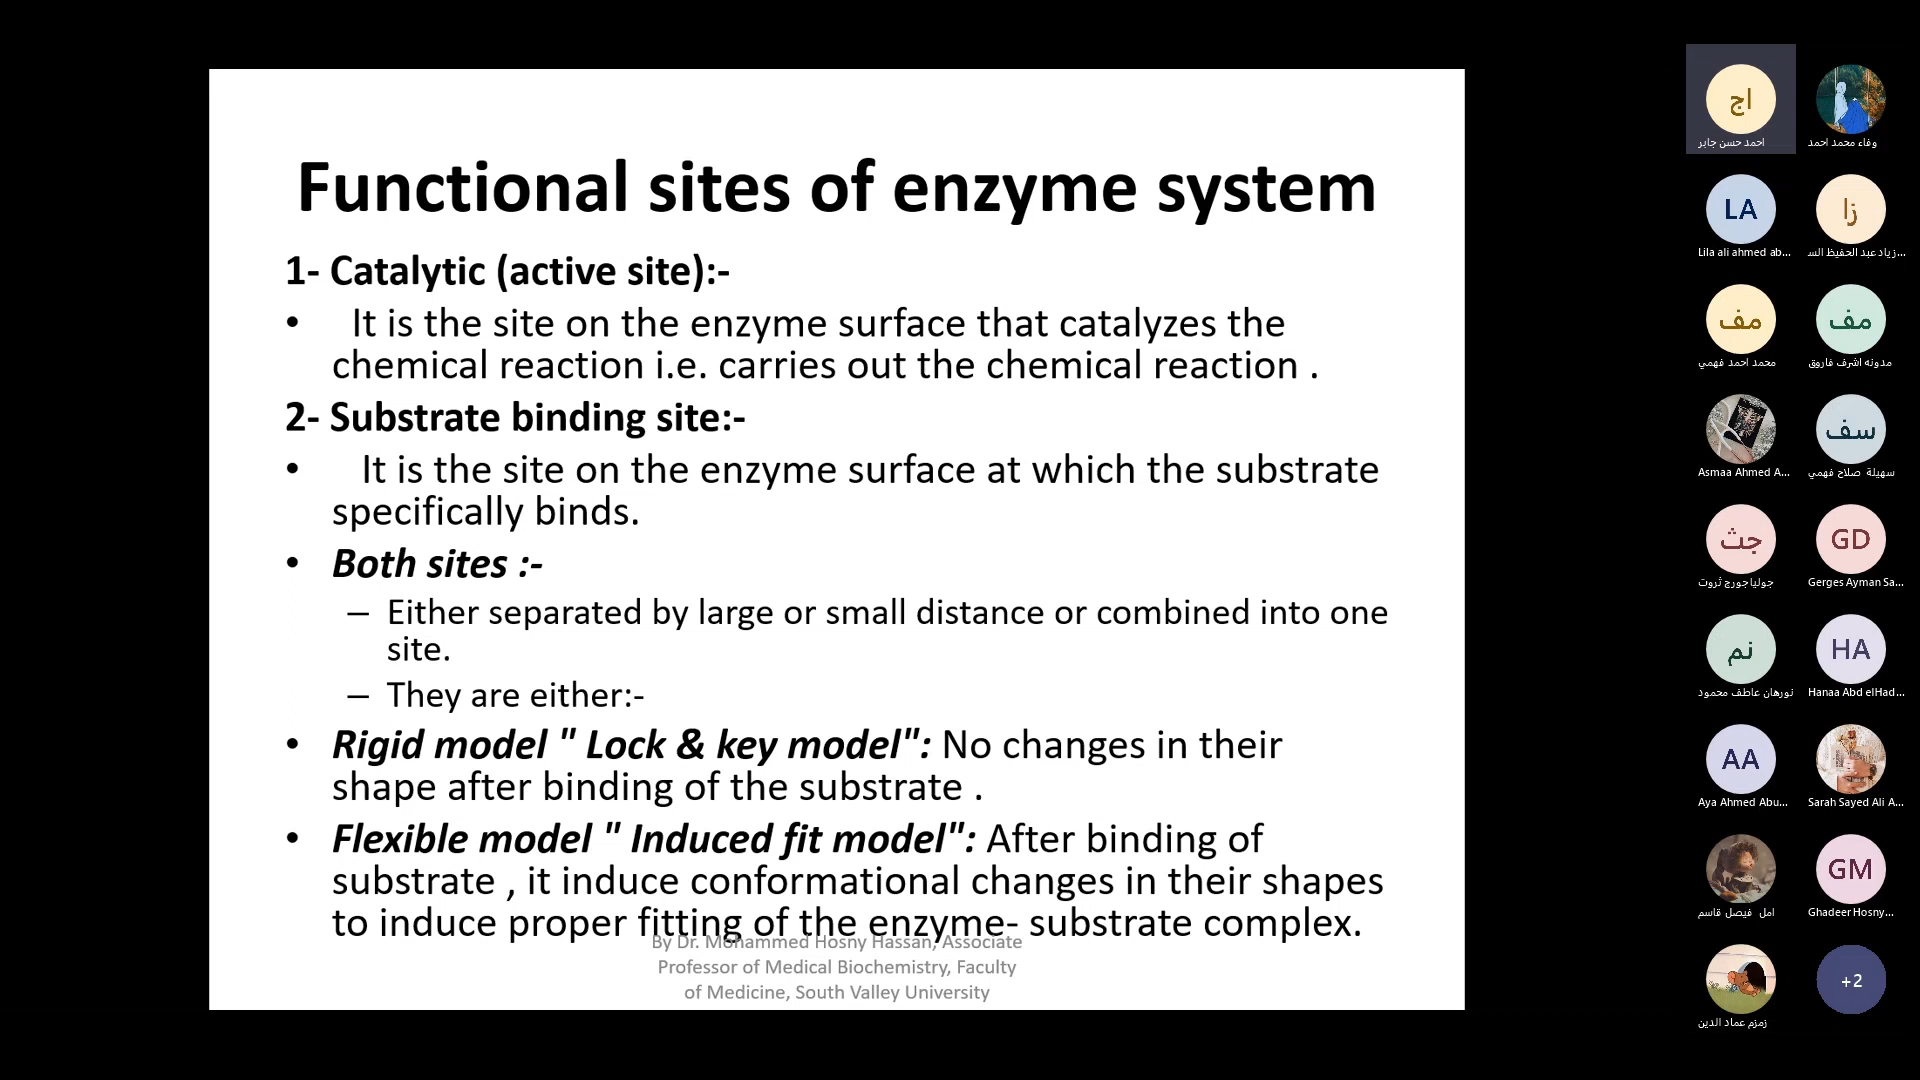 Functional sites of enzyme system
1- Catalytic (active site):-
• It is the site on the enzyme surface that catalyzes the
chemical reaction i.e. carries out the chemical reaction .
2- Substrate binding site:-
• It is the site on the enzyme surface at which the substrate
specifically binds.
• Both sites :-
– Either separated by large or small distance or combined into one
site.
– They are either:-
• Rigid model " Lock & key model": No changes in their
shape after binding of the substrate .
• Flexible model " Induced fit model": After binding of
substrate , it induce conformational changes in their shapes
to induce proper fitting of the enzyme- substrate complex.
By Dr. Mohammed Hosny Hassan, Associate
Professor of Medical Biochemistry, Faculty
of Medicine, South Valley University
اج
احمد حسن جابر
وفاء محمد احمد
LA
Lila ali ahmed ab...
زا
زياد عبد الحفيظ الس...
مف
محمد احمد فهمي
مف
مدونه اشرف فاروق
Asmaa Ahmed A...
سف
سهيلة صلاح فهمي
جث
جولياجورج ثروت
GD
Gerges Ayman Sa...
نم
نورهان عاطف محمود
HA
Hanaa Abd elHad...
AA
Aya Ahmed Abu...
Sarah Sayed Ali A...
امل فيصل قاسم
GM
Ghadeer Hosny...
زمزم عماد الدين
+2